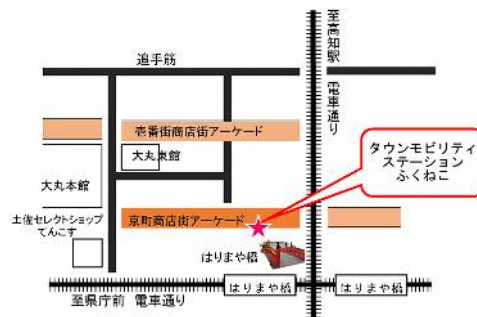 至高知駅
追手筋
電車通り
壱番街商店街アーケード
大丸東館
タウンモビリティ
ステーション
ふくねこ
大丸本館
京町商店街アーケード
土佐セレクトショップ
てんこす
はりまや橋
はりまや橋
はりまや橋
至県庁前 電車通り